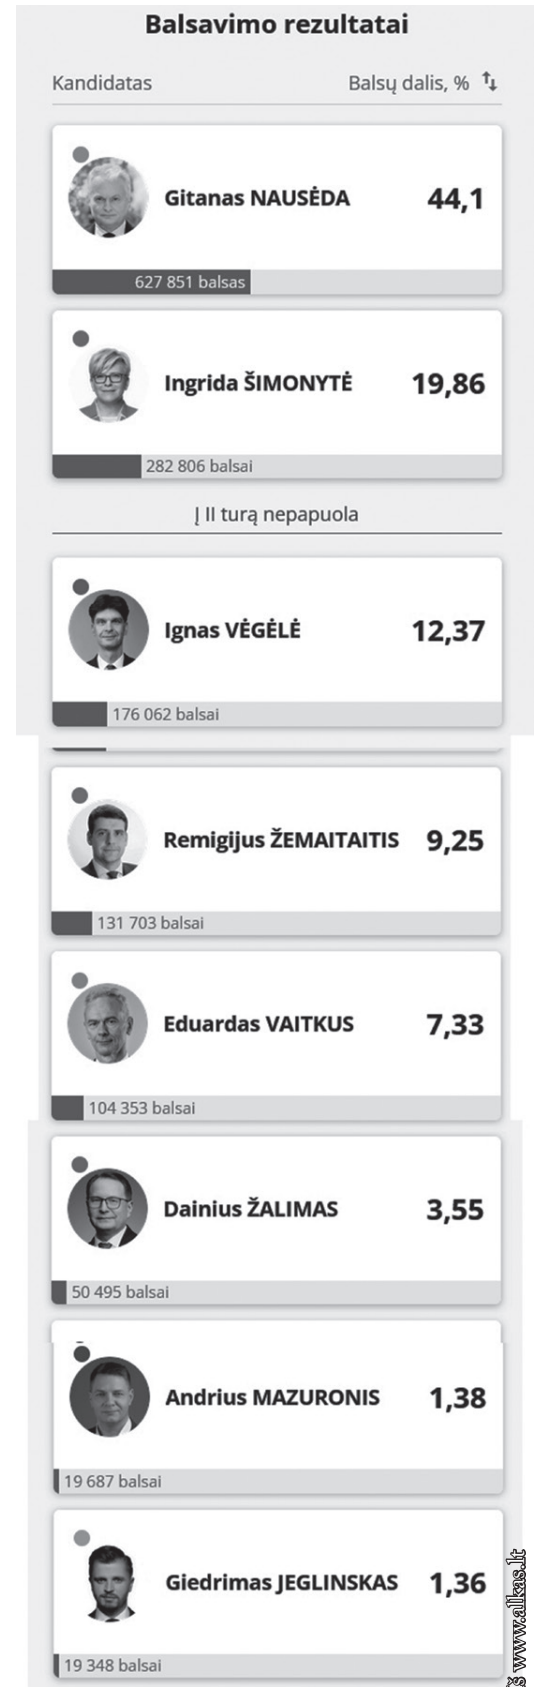 Balsavimo rezultatai
Kandidatas Balsų dalis, %
Gitanas NAUSĖDA 44,1
627 851 balsas
Ingrida ŠIMONYTĖ 19,86
282 806 balsai
Į II turą nepapuola
Ignas VĖGĖLĖ 12,37
176 062 balsai
Remigijus ŽEMAITAITIS 9,25
131 703 balsai
Eduardas VAITKUS 7,33
104 353 balsai
Dainius ŽALIMAS 3,55
50 495 balsai
Andrius MAZURONIS 1,38
19 687 balsai
Giedrimas JEGLINSKAS 1,36
19 348 balsai
www.alkas.lt